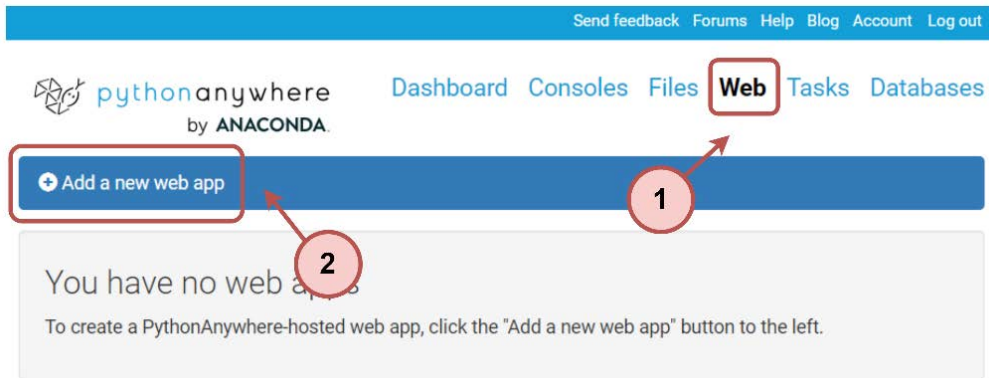 Send feedback Forums Help Blog Account Log out
pythonanywhere
by ANACONDA.
Dashboard Consoles Files Web Tasks Databases
Add a new web app
1
2
You have no web apps
To create a PythonAnywhere-hosted web app, click the "Add a new web app" button to the left.